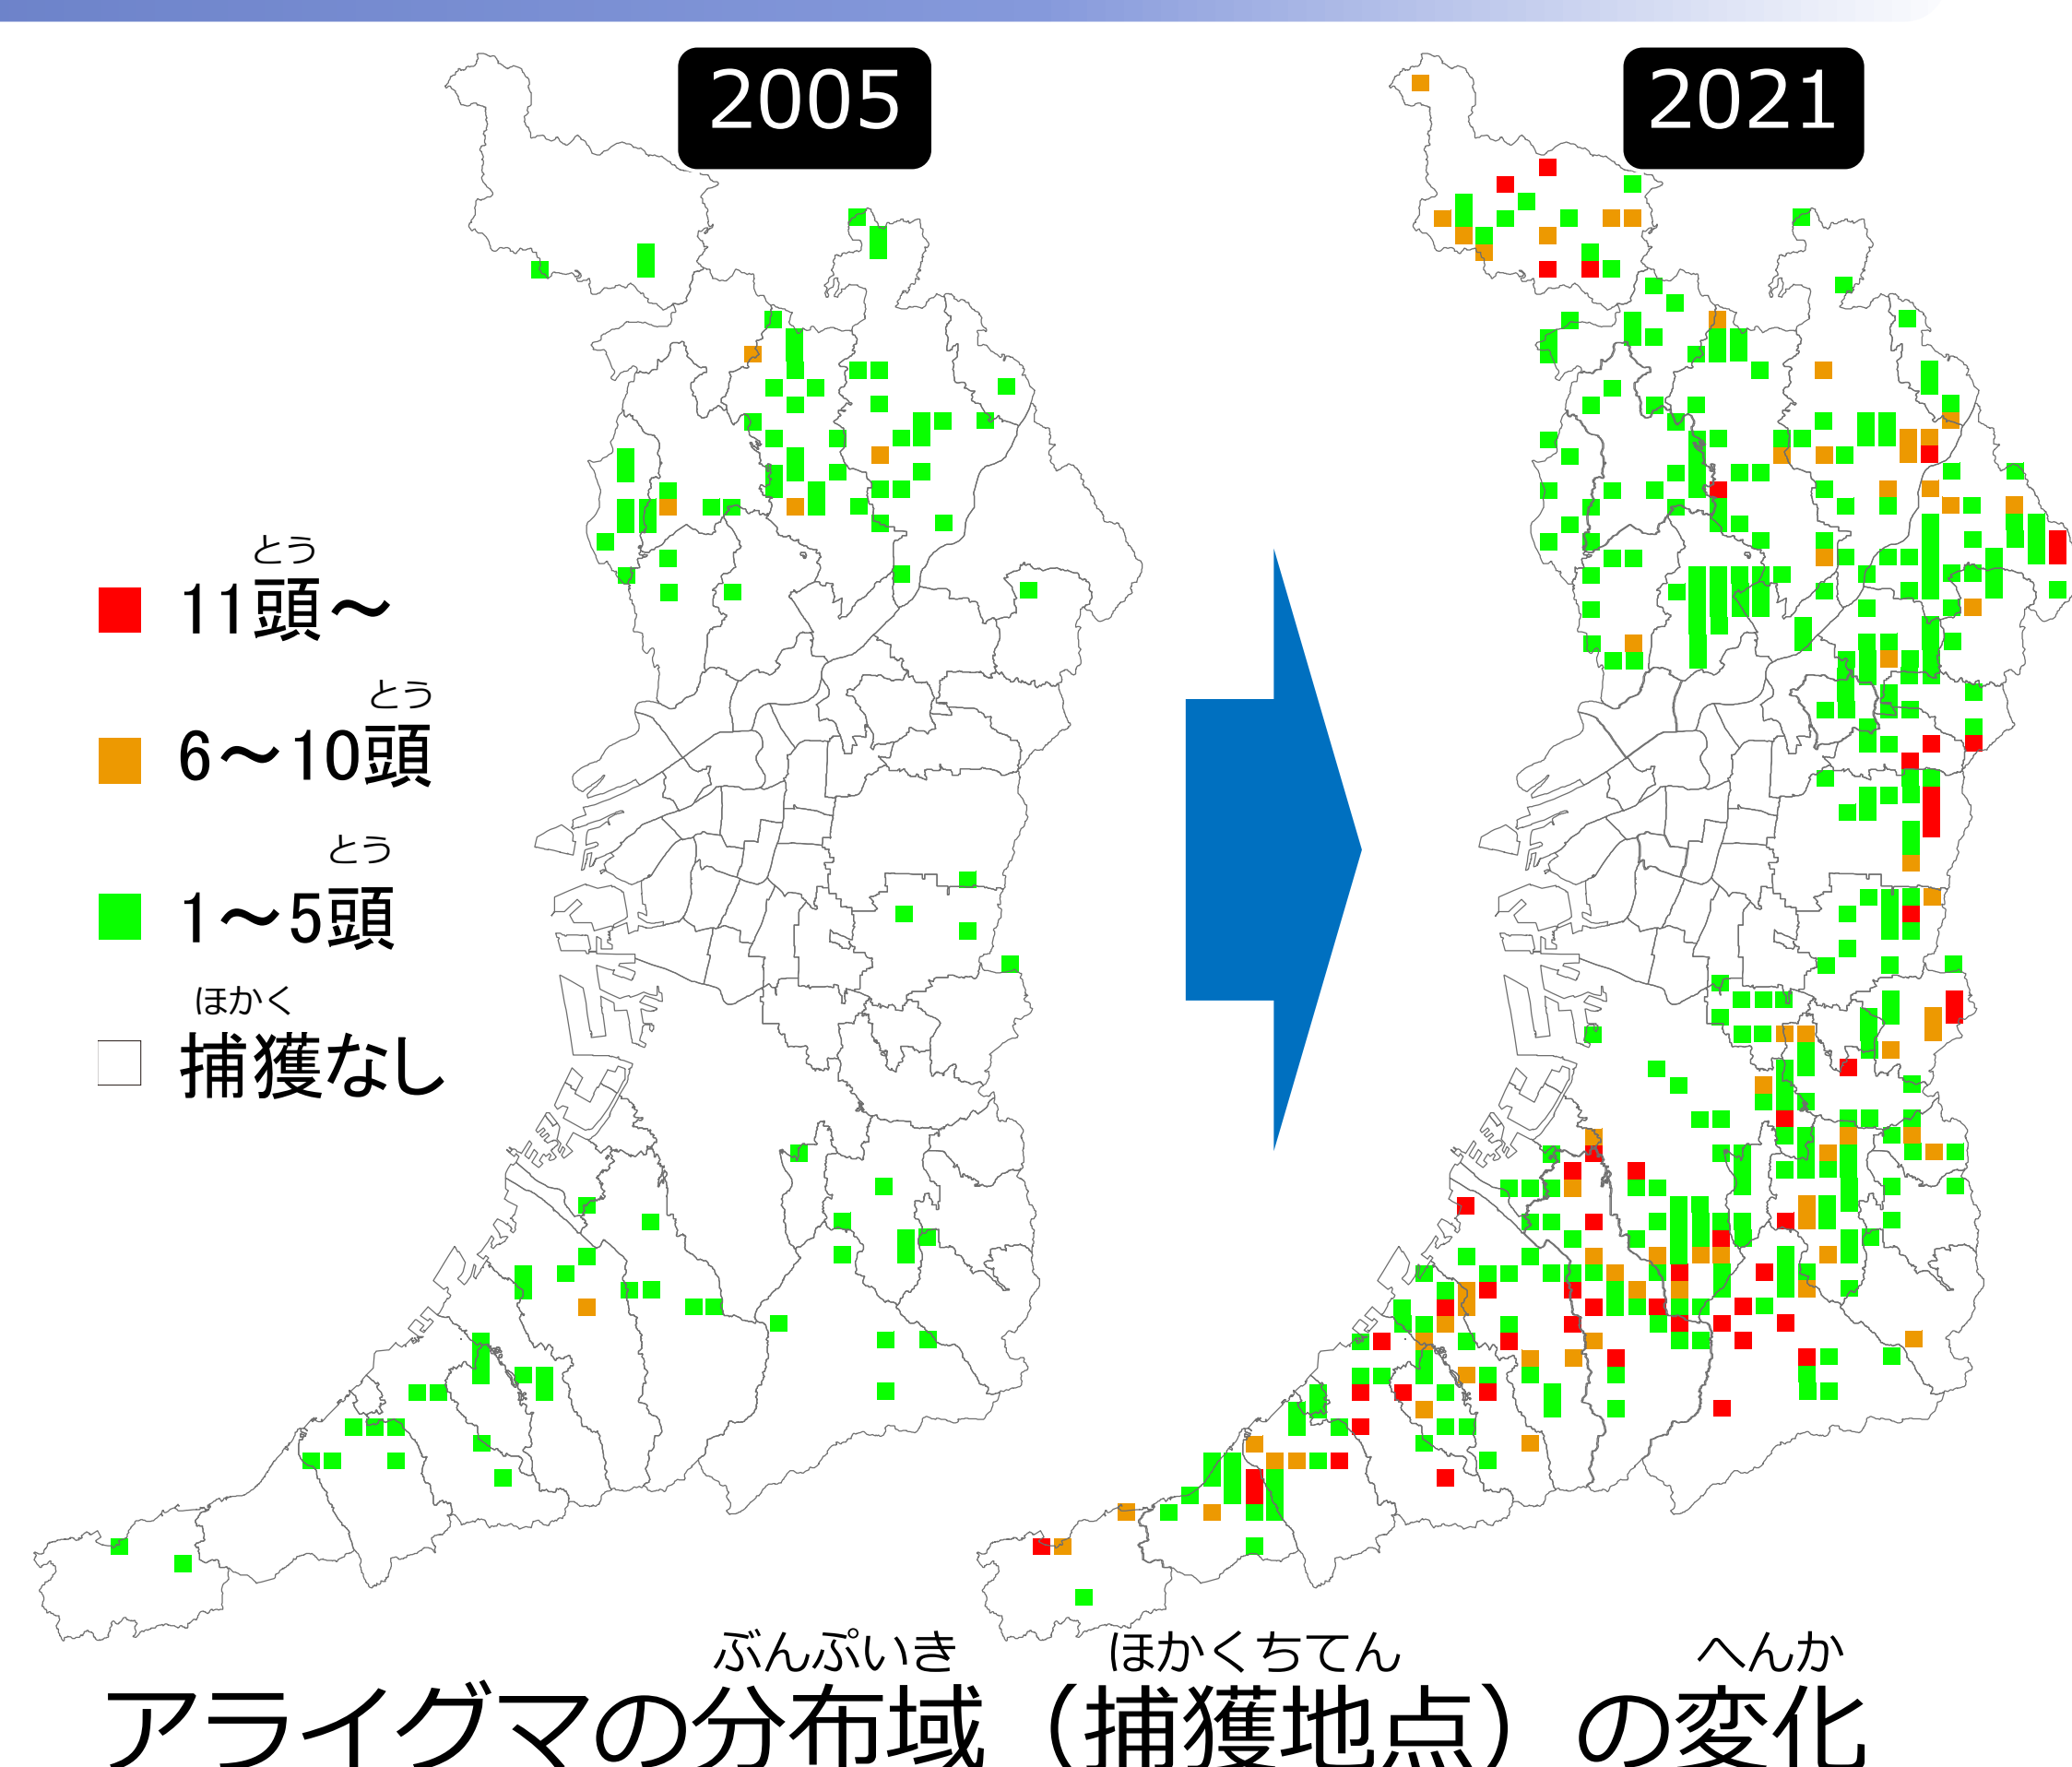 2005
2021
とう
11頭～
とう
6～10頭
とう
1～5頭
ほかく
捕獲なし
ぶんぷいき ほかくちてん へんか
アライグマの分布域（捕獲地点）の変化